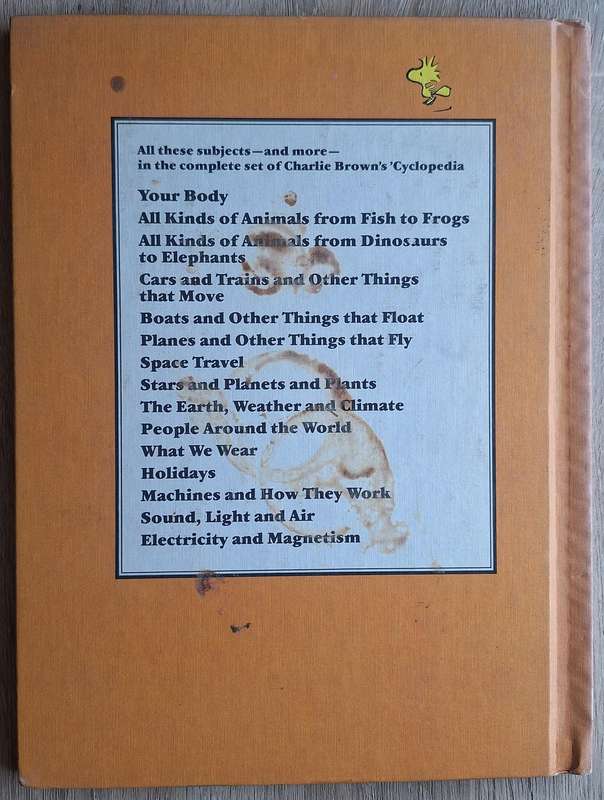 All these subjects—and more—
in the complete set of Charlie Brown's 'Cyclopedia
Your Body
All Kinds of Animals from Fish to Frogs
All Kinds of Animals from Dinosaurs
to Elephants
Cars and Trains and Other Things
that Move
Boats and Other Things that Float
Planes and Other Things that Fly
Space Travel
Stars and Planets and Plants
The Earth, Weather and Climate
People Around the World
What We Wear
Holidays
Machines and How They Work
Sound, Light and Air
Electricity and Magnetism